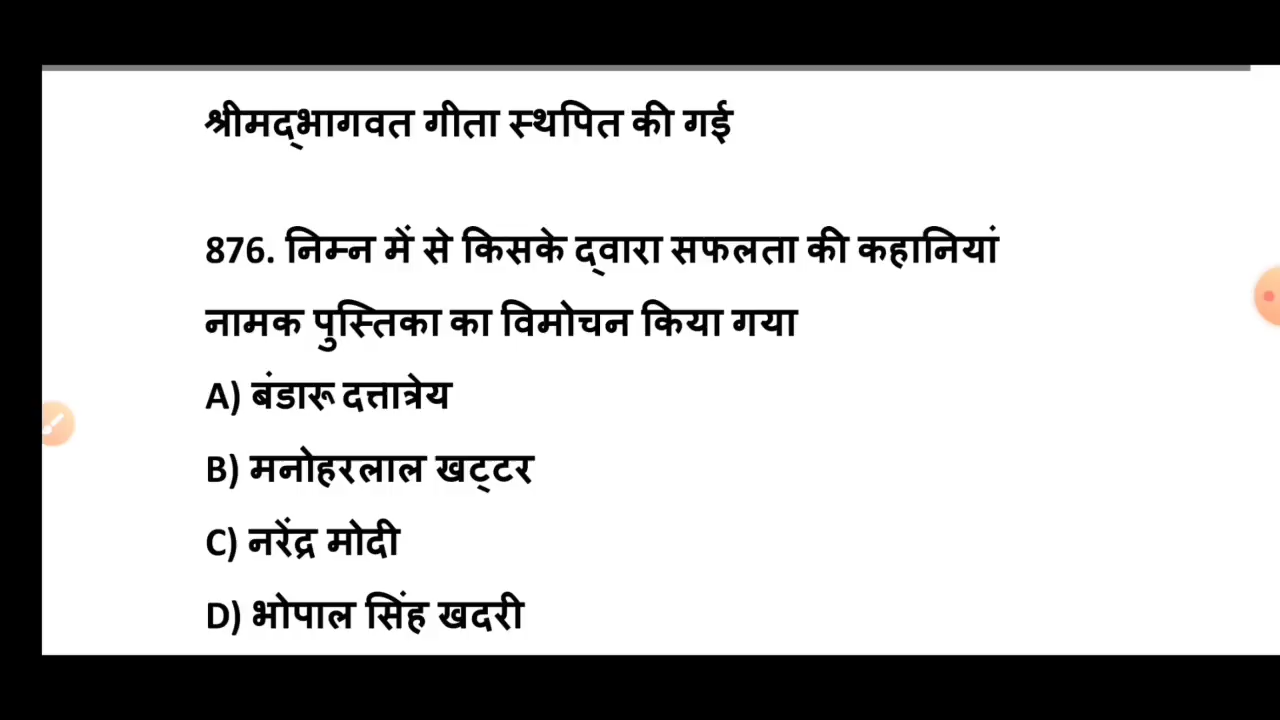 श्रीमद्भागवत गीता स्थपित की गई
876. निम्न में से किसके द्वारा सफलता की कहानियां
नामक पुस्तिका का विमोचन किया गया
A) बंडारू दत्तात्रेय
B) मनोहरलाल खट्टर
C) नरेंद्र मोदी
D) भोपाल सिंह खदरी